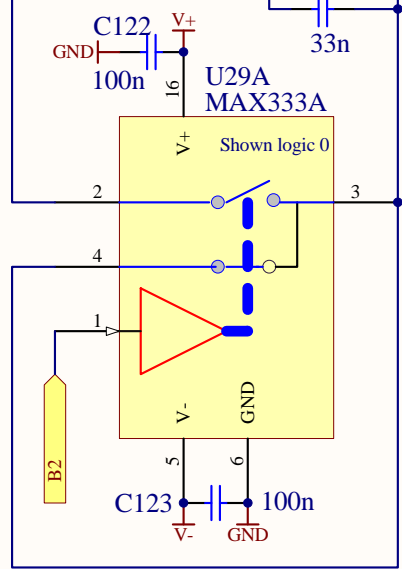 C122
V+
GND
100n
33n
16
U29A
MAX333A
V+
Shown logic 0
2
3
4
1
B2
V-
GND
5
6
C123
100n
V-
GND